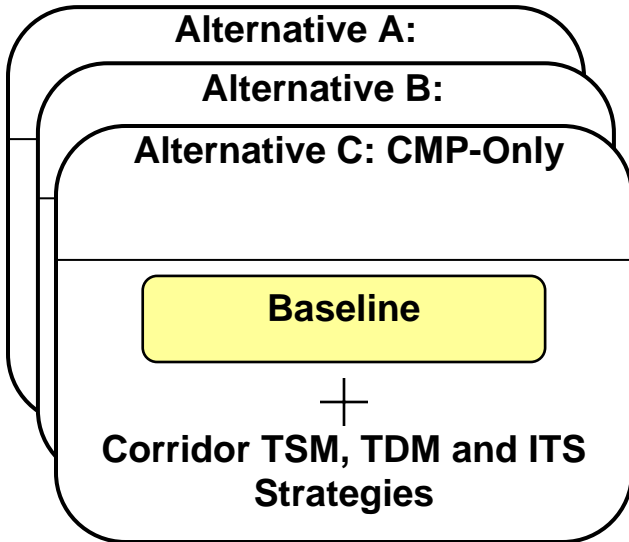 Alternative A:
Alternative B:
Alternative C: CMP-Only
Baseline
+
Corridor TSM, TDM and ITS
Strategies